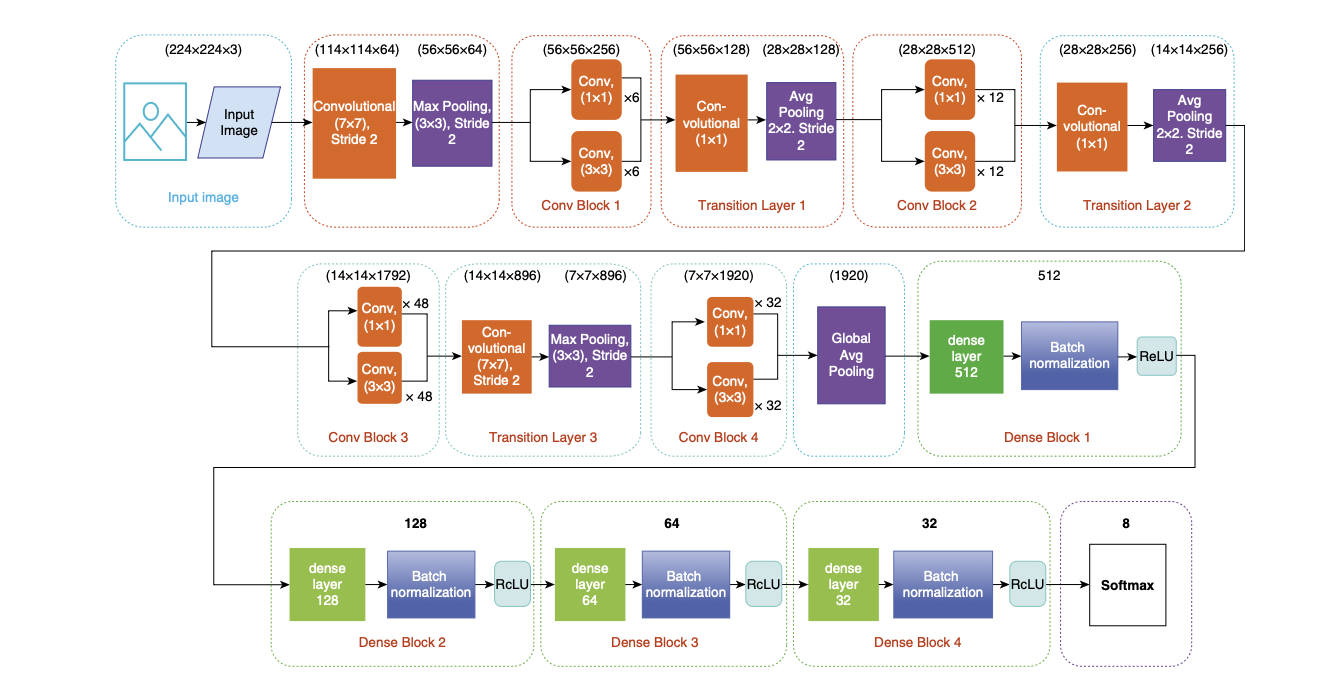 (224×224×3)
Input
Image
Input image
(114×114×64)
(56×56×64)
Convolutional
(7×7),
Stride 2
Max Pooling,
(3×3), Stride
2
(56×56×256)
Conv,
(1×1)
×6
Conv,
(3×3)
×6
Conv Block 1
(56×56×128)
(28×28×128)
Con-
volutional
(1×1)
Avg
Pooling
2×2. Stride
2
Transition Layer 1
(28×28×512)
Conv,
(1×1)
× 12
Conv,
(3×3)
× 12
Conv Block 2
(28×28×256)
(14×14×256)
Con-
volutional
(1×1)
Avg
Pooling
2×2. Stride
2
Transition Layer 2
(14×14×1792)
Conv,
(1×1)
× 48
Conv,
(3×3)
× 48
Conv Block 3
(14×14×896)
(7×7×896)
Con-
volutional
(7×7),
Stride 2
Max Pooling,
(3×3), Stride
2
Transition Layer 3
(7×7×1920)
Conv,
(1×1)
× 32
Conv,
(3×3)
× 32
Conv Block 4
(1920)
Global
Avg
Pooling
512
dense
layer
512
Batch
normalization
ReLU
Dense Block 1
128
dense
layer
128
Batch
normalization
RcLU
Dense Block 2
64
dense
layer
64
Batch
normalization
RcLU
Dense Block 3
32
dense
layer
32
Batch
normalization
RcLU
Dense Block 4
8
Softmax